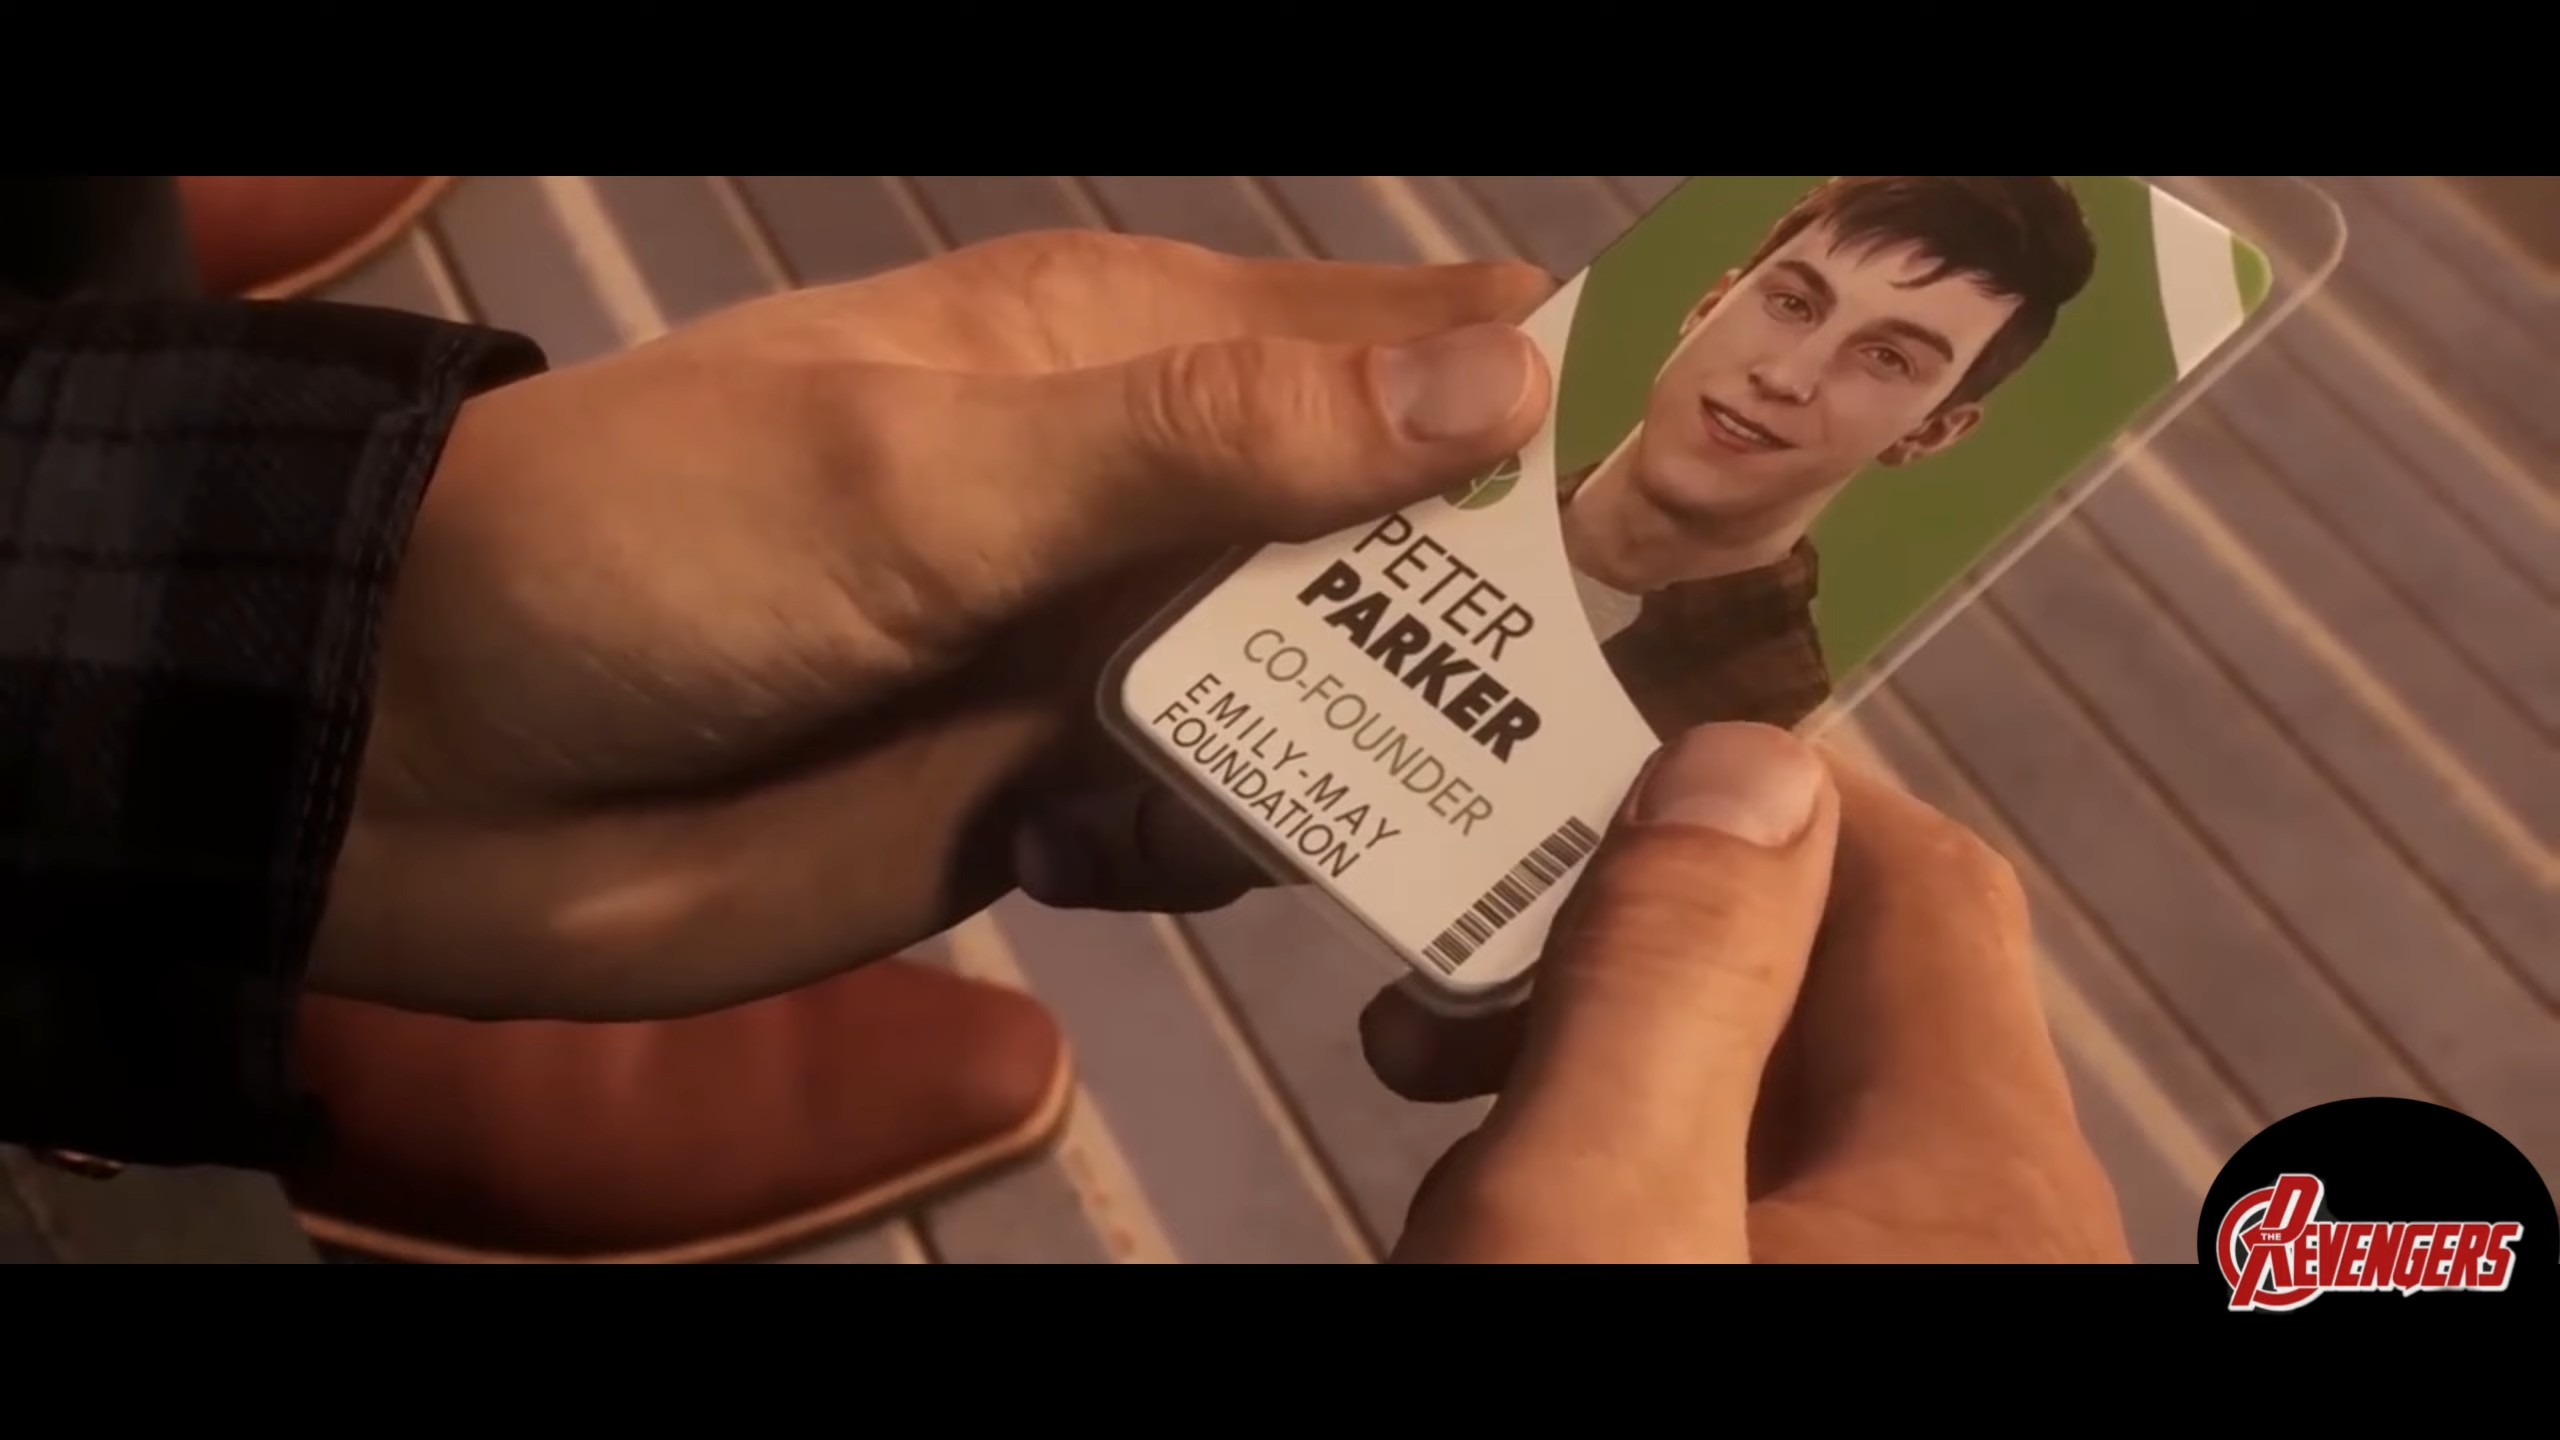 PETER
PARKER
CO-FOUNDER
EMILY-MAY
FOUNDATION
THE REVENGERS